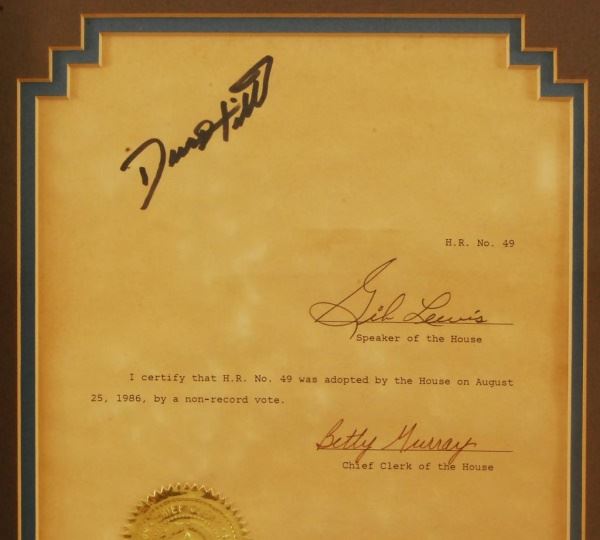 H.R. No. 49
Gib Lewis
Speaker of the House
I certify that H.R. No. 49 was adopted by the House on August
25, 1986, by a non-record vote.
Betty Murray
Chief Clerk of the House